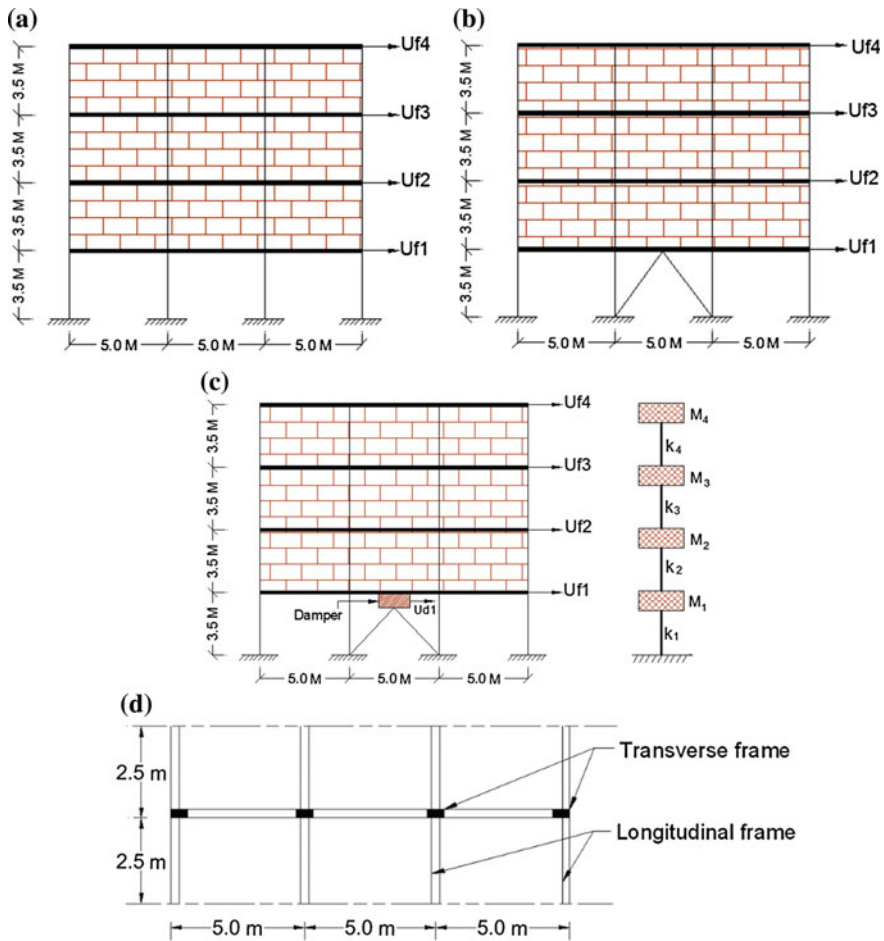 (a)
Uf4
3.5 M
Uf3
3.5 M
Uf2
3.5 M
Uf1
3.5 M
5.0 M 5.0 M 5.0 M
(b)
Uf4
3.5 M
Uf3
3.5 M
Uf2
3.5 M
Uf1
3.5 M
5.0 M 5.0 M 5.0 M
(c)
Uf4
3.5 M
Uf3
3.5 M
Uf2
3.5 M
Uf1
Damper Ud1
3.5 M
5.0 M 5.0 M 5.0 M
M4
k4
M3
k3
M2
k2
M1
k1
(d)
2.5 m
Transverse frame
2.5 m
Longitudinal frame
5.0 m 5.0 m 5.0 m